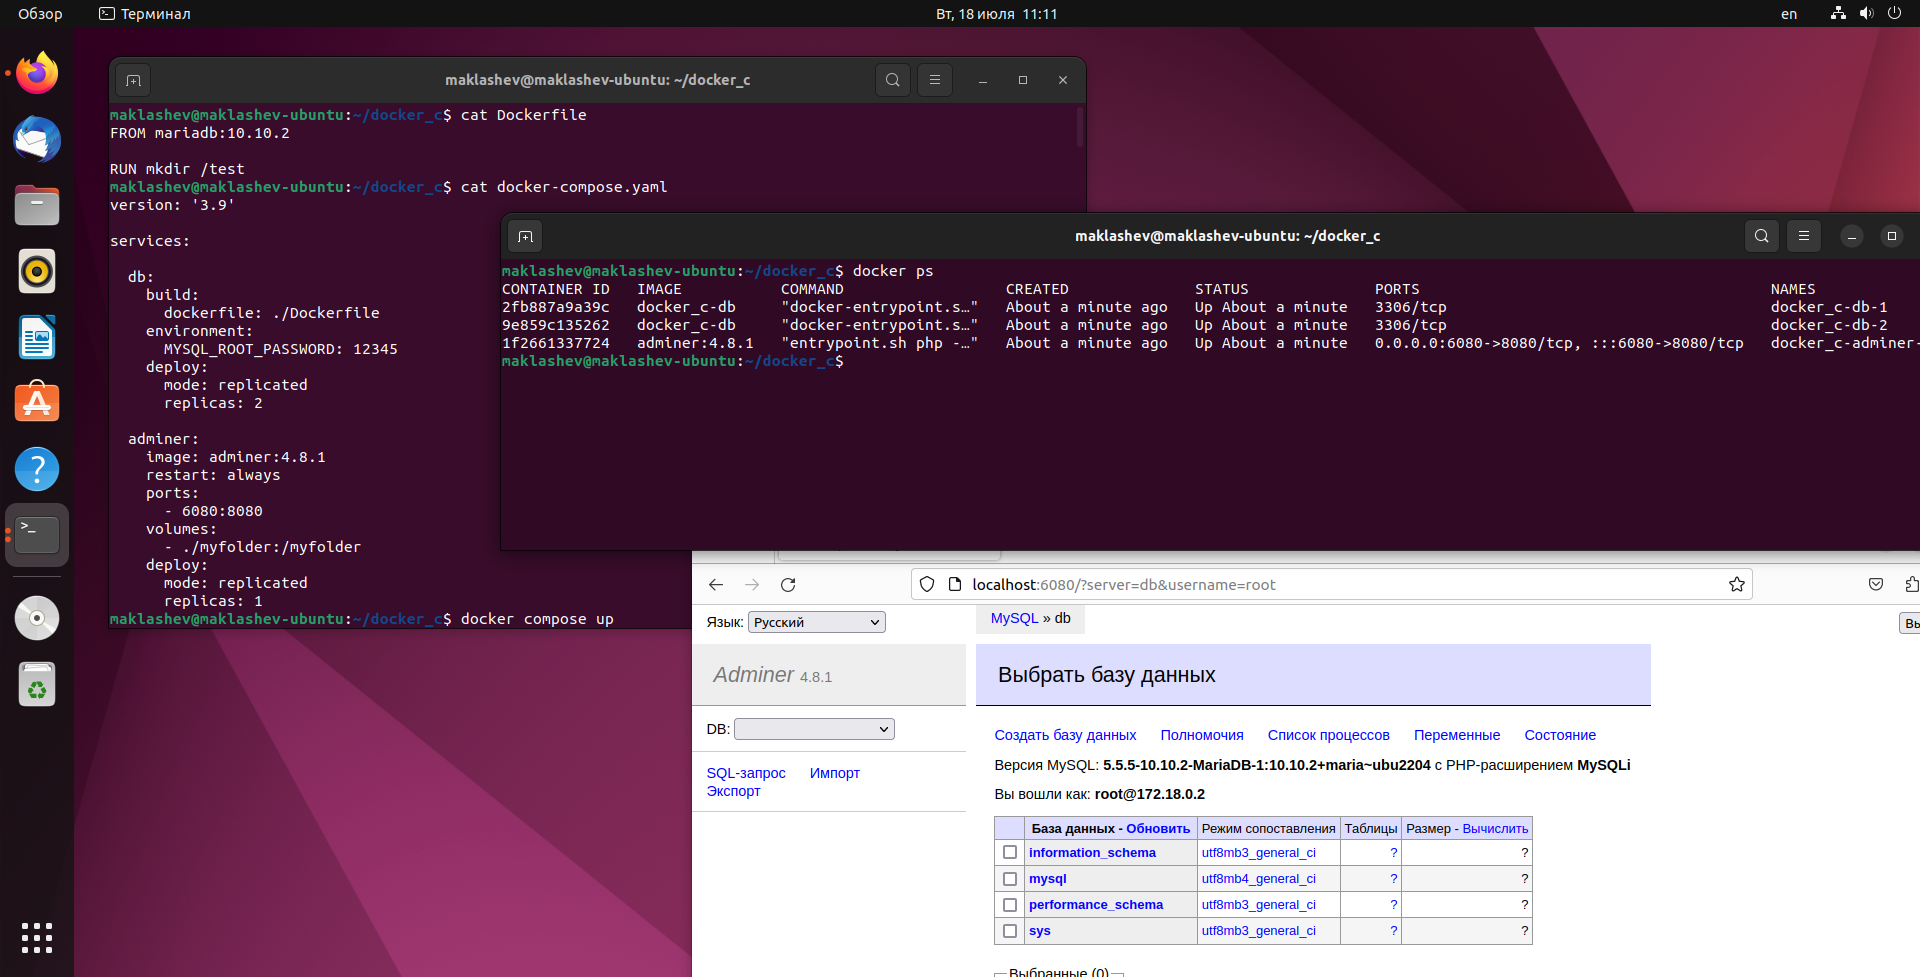 Обзор
Терминал
Вт, 18 июля 11:11
en
maklashev@maklashev-ubuntu: ~/docker_c
maklashev@maklashev-ubuntu:~/docker_c$ cat Dockerfile
FROM mariadb:10.10.2
RUN mkdir /test
maklashev@maklashev-ubuntu:~/docker_c$ cat docker-compose.yaml
version: '3.9'
services:
db:
build:
dockerfile: ./Dockerfile
environment:
MYSQL_ROOT_PASSWORD: 12345
deploy:
mode: replicated
replicas: 2
adminer:
image: adminer:4.8.1
restart: always
ports:
- 6080:8080
volumes:
- ./myfolder:/myfolder
deploy:
mode: replicated
replicas: 1
maklashev@maklashev-ubuntu:~/docker_c$ docker compose up
maklashev@maklashev-ubuntu: ~/docker_c
maklashev@maklashev-ubuntu:~/docker_c$ docker ps
CONTAINER ID IMAGE COMMAND CREATED STATUS PORTS NAMES
2fb887a9a39c docker_c-db "docker-entrypoint.s…" About a minute ago Up About a minute 3306/tcp docker_c-db-1
9e859c135262 docker_c-db "docker-entrypoint.s…" About a minute ago Up About a minute 3306/tcp docker_c-db-2
1f2661337724 adminer:4.8.1 "entrypoint.sh php -…" About a minute ago Up About a minute 0.0.0.0:6080->8080/tcp, :::6080->8080/tcp docker_c-adminer-
maklashev@maklashev-ubuntu:~/docker_c$
localhost:6080/?server=db&username=root
Язык: Русский
MySQL » db
Вы
Adminer 4.8.1
Выбрать базу данных
DB:
SQL-запрос Импорт
Экспорт
Создать базу данных Полномочия Список процессов Переменные Состояние
Версия MySQL: 5.5.5-10.10.2-MariaDB-1:10.10.2+maria~ubu2204 с PHP-расширением MySQLi
Вы вошли как: root@172.18.0.2
База данных - Обновить Режим сопоставления Таблицы Размер - Вычислить
information_schema utf8mb3_general_ci ? ?
mysql utf8mb4_general_ci ? ?
performance_schema utf8mb3_general_ci ? ?
sys utf8mb3_general_ci ? ?
Выбранные (0)